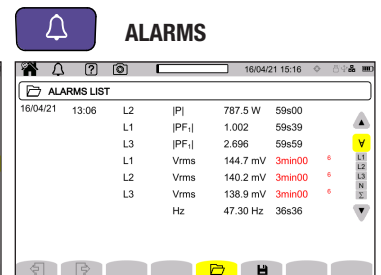 ALARMS
? 16/04/21 15:16
ALARMS LIST
16/04/21 13:06 L2 |P| 787.5 W 59s00
L1 |PF₁| 1.002 59s39
L3 |PF₁| 2.696 59s59
L1 Vrms 144.7 mV 3min00 6
L2 Vrms 140.2 mV 3min00 6
L3 Vrms 138.9 mV 3min00 6
Hz 47.30 Hz 36s36
∀
L1
L2
L3
N
Σ